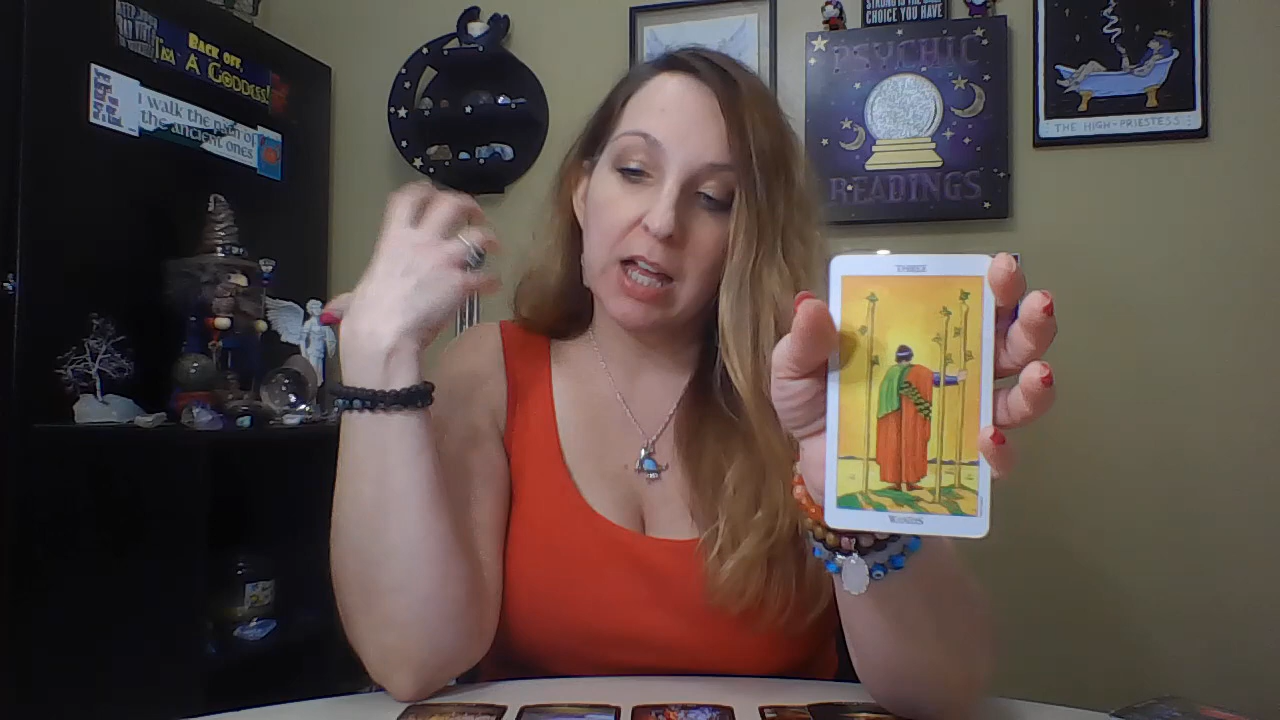 BACK OFF,
I'M A GODDESS!
I walk the path of
the ancient ones
CHOICE YOU HAVE
PSYCHIC
READINGS
THE HIGH-PRIESTESS
THREE
WANDS